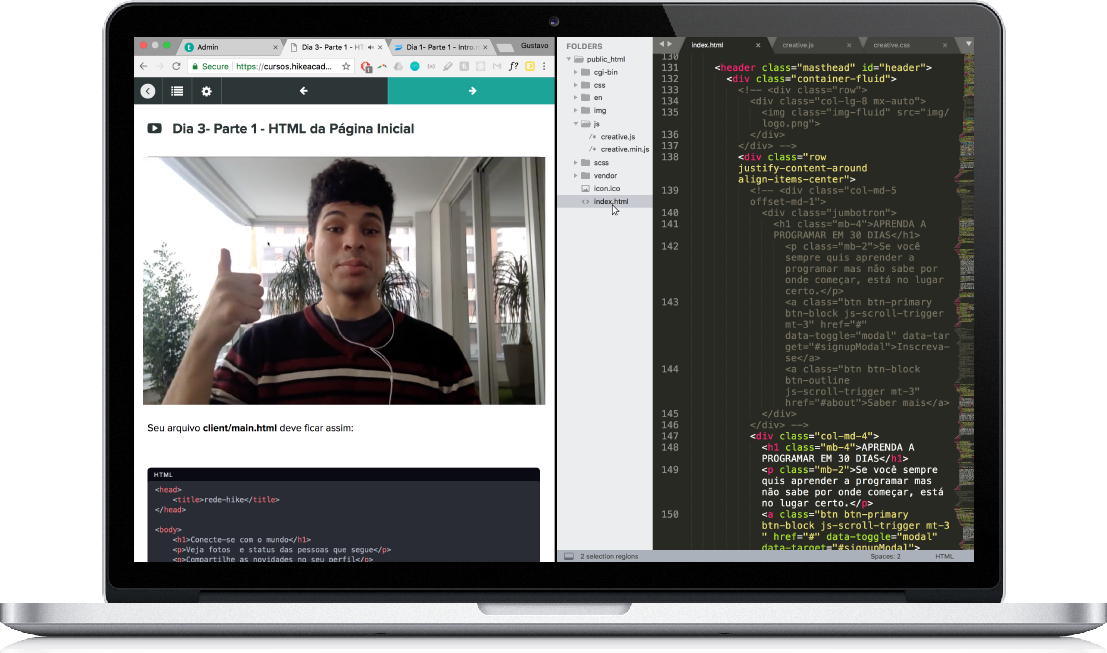 Admin
Dia 3- Parte 1 - HT
Dia 1- Parte 1 - Intro.m
Gustavo
Secure
https://cursos.hikeacad…
f?
Dia 3- Parte 1 - HTML da Página Inicial
Seu arquivo client/main.html deve ficar assim:
HTML
<head>
<title>rede-hike</title>
</head>
<body>
<h1>Conecte-se com o mundo</h1>
<p>Veja fotos e status das pessoas que segue</p>
<p>Compartilhe as novidades no seu perfil</p>
FOLDERS
public_html
cgi-bin
css
en
img
js
/* creative.js
/* creative.min.js
scss
vendor
icon.ico
<> index.html
index.html
creative.js
creative.css
130
131 <header class="masthead" id="header">
132 <div class="container-fluid">
133 <!-- <div class="row">
134 <div class="col-lg-8 mx-auto">
135 <img class="img-fluid" src="img/
logo.png">
136 </div>
137 </div> -->
138 <div class="row
justify-content-around
align-items-center">
139 <!-- <div class="col-md-5
offset-md-1">
140 <div class="jumbotron">
141 <h1 class="mb-4">APRENDA A
PROGRAMAR EM 30 DIAS</h1>
142 <p class="mb-2">Se você
sempre quis aprender a
programar mas não sabe por
onde começar, está no lugar
certo.</p>
143 <a class="btn btn-primary
btn-block js-scroll-trigger
mt-3" href="#"
data-toggle="modal" data-tar
get="#signupModal">Inscreva-
se</a>
144 <a class="btn btn-block
btn-outline
js-scroll-trigger mt-3"
href="#about">Saber mais</a>
145 </div>
146 </div> -->
147 <div class="col-md-4">
148 <h1 class="mb-4">APRENDA A
PROGRAMAR EM 30 DIAS</h1>
149 <p class="mb-2">Se você sempre
quis aprender a programar mas
não sabe por onde começar, está
no lugar certo.</p>
150 <a class="btn btn-primary
btn-block js-scroll-trigger mt-3
" href="#" data-toggle="modal"
data-target="#signupModal">
2 selection regions
Spaces: 2
HTML